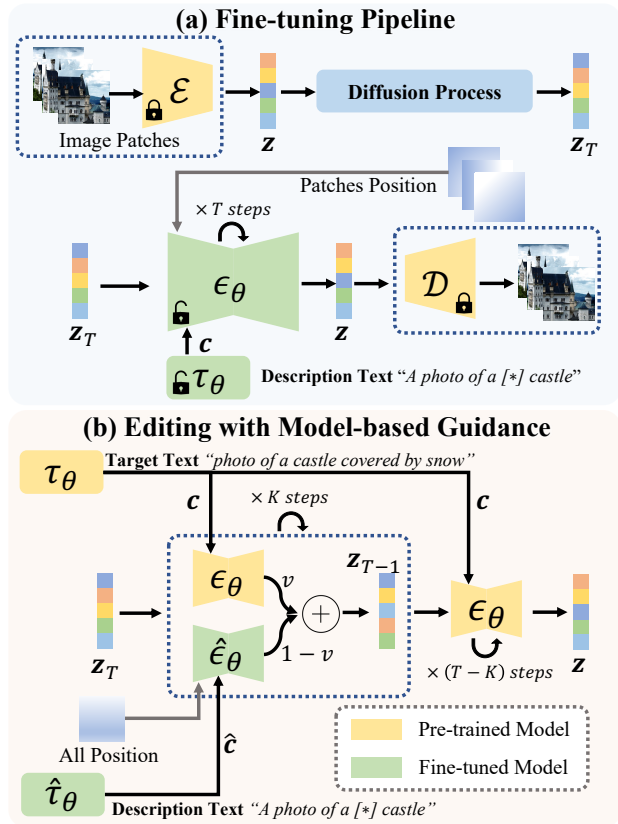 (a) Fine-tuning Pipeline
ℰ
Image Patches
z
Diffusion Process
z_T
Patches Position
× T steps
z_T
ϵ_θ
z
𝒟
c
τ_θ
Description Text “A photo of a [*] castle”
(b) Editing with Model-based Guidance
τ_θ
Target Text “photo of a castle covered by snow”
c
× K steps
c
z_T
ϵ_θ
v
+
z_{T−1}
ϵ_θ
z
ϵ̂_θ
1 − v
× (T − K) steps
All Position
ĉ
Pre-trained Model
Fine-tuned Model
τ̂_θ
Description Text “A photo of a [*] castle”